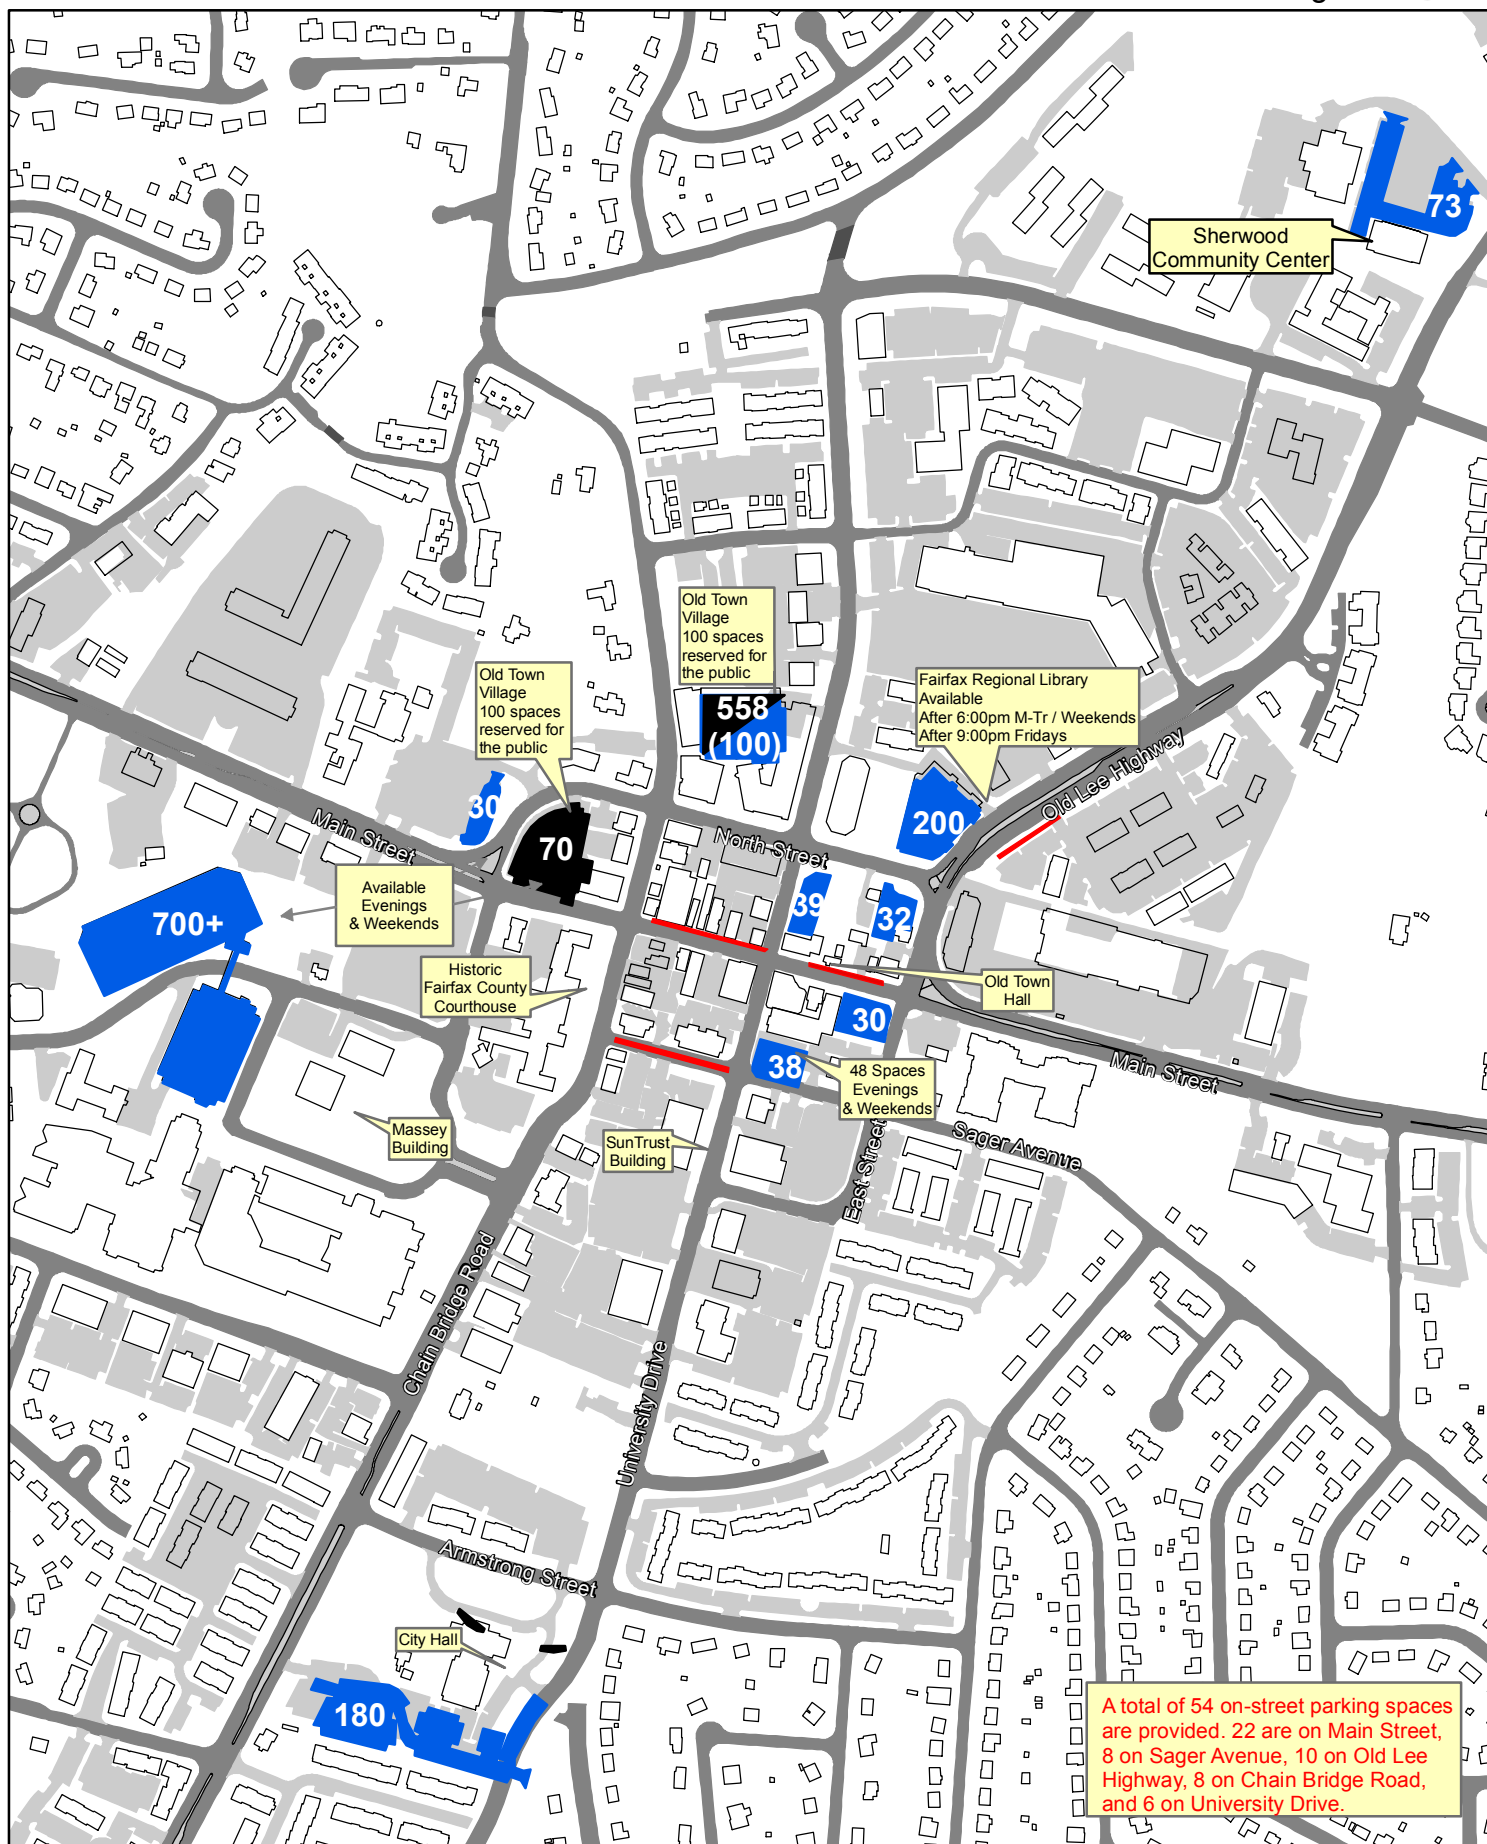 73
Sherwood
Community Center
Old Town
Village
100 spaces
reserved for
the public
Old Town
Village
100 spaces
reserved for
the public
558
(100)
Fairfax Regional Library
Available
After 6:00pm M-Tr / Weekends
After 9:00pm Fridays
Old Lee Highway
30
70
200
Main Street
North Street
Available
Evenings
& Weekends
700+
39
32
Historic
Fairfax County
Courthouse
Old Town
Hall
30
38
48 Spaces
Evenings
& Weekends
Main Street
Massey
Building
SunTrust
Building
Sager Avenue
East Street
Chain Bridge Road
University Drive
Armstrong Street
City Hall
180
A total of 54 on-street parking spaces
are provided. 22 are on Main Street,
8 on Sager Avenue, 10 on Old Lee
Highway, 8 on Chain Bridge Road,
and 6 on University Drive.